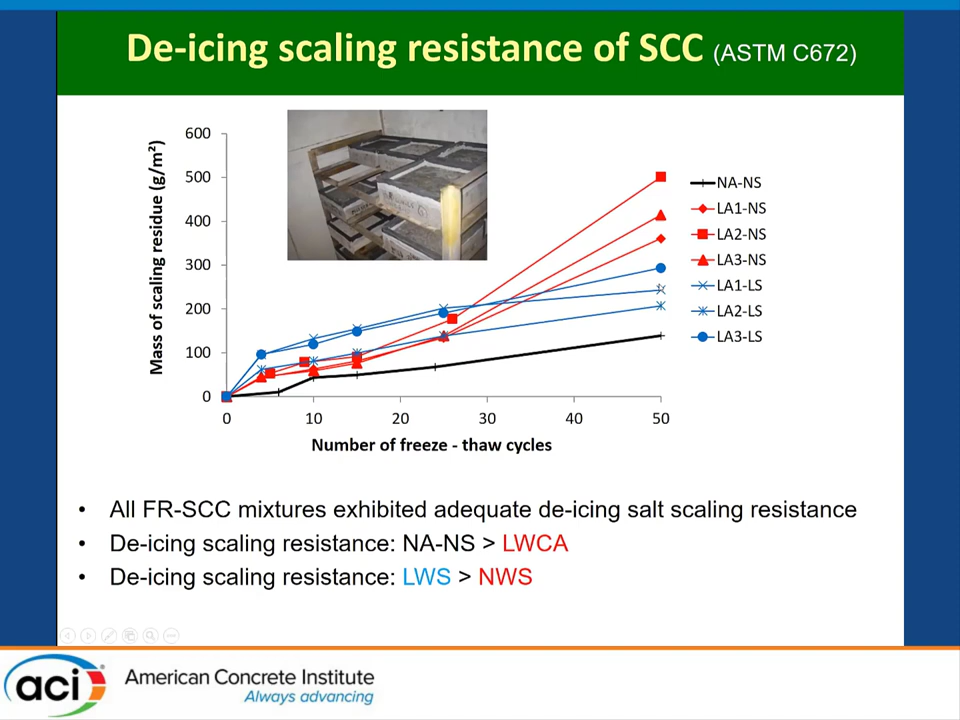 De-icing scaling resistance of SCC (ASTM C672)
Mass of scaling residue (g/m²)
600
500
400
300
200
100
0
0 10 20 30 40 50
Number of freeze - thaw cycles
NA-NS
LA1-NS
LA2-NS
LA3-NS
LA1-LS
LA2-LS
LA3-LS
• All FR-SCC mixtures exhibited adequate de-icing salt scaling resistance
• De-icing scaling resistance: NA-NS > LWCA
• De-icing scaling resistance: LWS > NWS
aci
American Concrete Institute
Always advancing